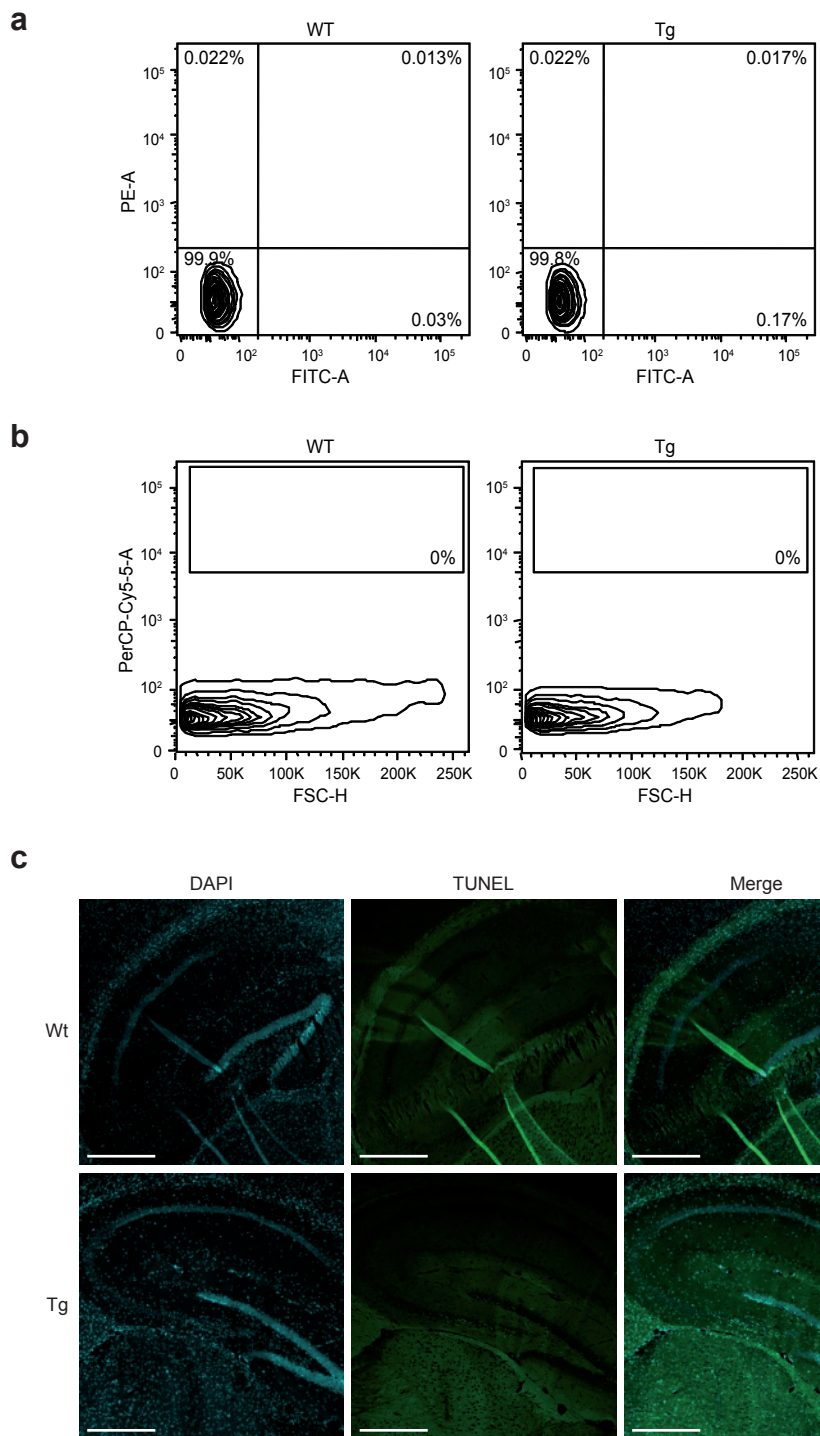 a
WT
Tg
0.022%
0.013%
0.022%
0.017%
10⁵
10⁴
10³
10²
0
PE-A
99.9%
0.03%
99.8%
0.17%
10⁵
10⁴
10³
10²
0
0
10²
10³
10⁴
10⁵
FITC-A
0
10²
10³
10⁴
10⁵
FITC-A
b
WT
Tg
10⁵
10⁴
10³
10²
0
PerCP-Cy5-5-A
0%
0%
10⁵
10⁴
10³
10²
0
0
50K
100K
150K
200K
250K
FSC-H
0
50K
100K
150K
200K
250K
FSC-H
c
DAPI
TUNEL
Merge
Wt
Tg